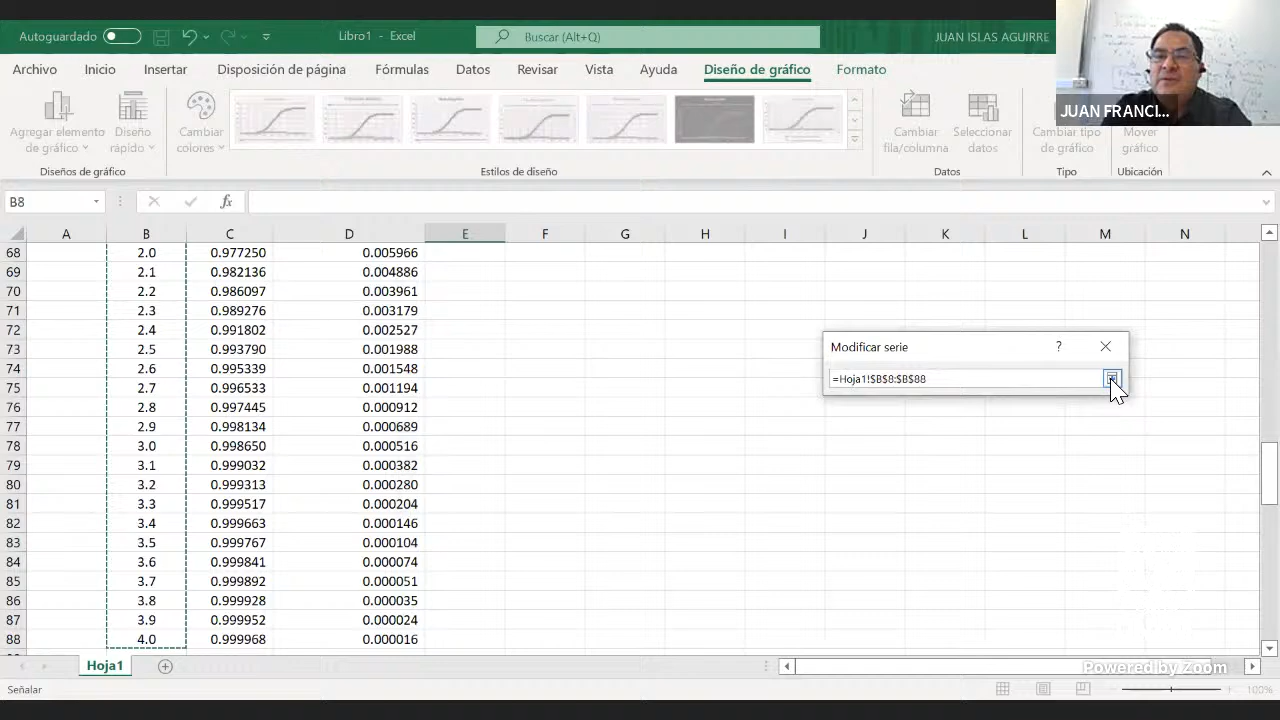 Autoguardado
Libro1 - Excel
Buscar (Alt+Q)
JUAN ISLAS AGUIRRE
JUAN FRANCI...
Archivo Inicio Insertar Disposición de página Fórmulas Datos Revisar Vista Ayuda Diseño de gráfico Formato
Agregar elemento de gráfico
Diseño rápido
Cambiar colores
Cambiar fila/columna
Seleccionar datos
Cambiar tipo de gráfico
Mover gráfico
Diseños de gráfico Estilos de diseño Datos Tipo Ubicación
B8 fx
A B C D E F G H I J K L M N
68 2.0 0.977250 0.005966
69 2.1 0.982136 0.004886
70 2.2 0.986097 0.003961
71 2.3 0.989276 0.003179
72 2.4 0.991802 0.002527
73 2.5 0.993790 0.001988
74 2.6 0.995339 0.001548
75 2.7 0.996533 0.001194
76 2.8 0.997445 0.000912
77 2.9 0.998134 0.000689
78 3.0 0.998650 0.000516
79 3.1 0.999032 0.000382
80 3.2 0.999313 0.000280
81 3.3 0.999517 0.000204
82 3.4 0.999663 0.000146
83 3.5 0.999767 0.000104
84 3.6 0.999841 0.000074
85 3.7 0.999892 0.000051
86 3.8 0.999928 0.000035
87 3.9 0.999952 0.000024
88 4.0 0.999968 0.000016
Modificar serie ?
=Hoja1!$B$8:$B$88
Hoja1
Powered by Zoom
Señalar
100%